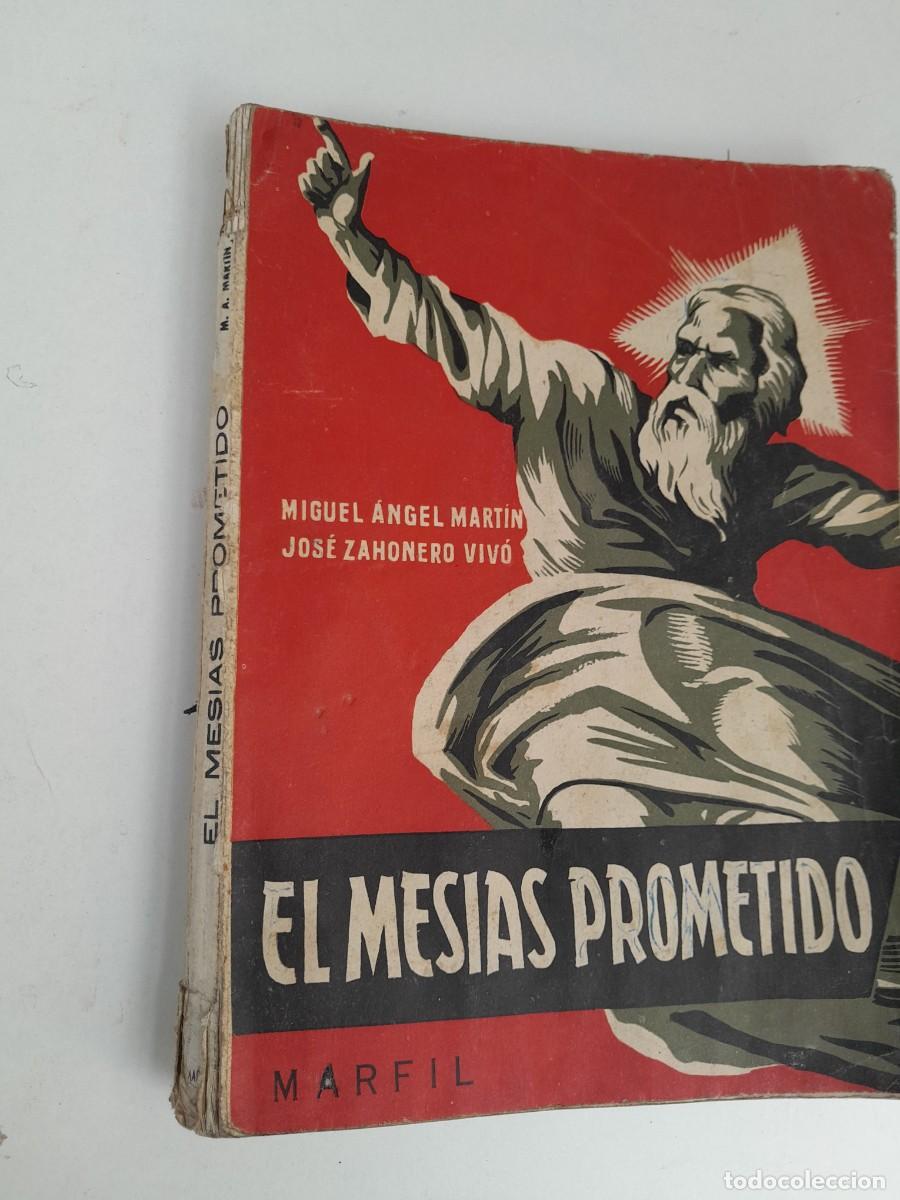 M. A. MARTIN,
EL MESIAS PROMETIDO
MIGUEL ÁNGEL MARTÍN
JOSÉ ZAHONERO VIVÓ
EL MESIAS PROMETIDO
MARFIL
todocoleccion